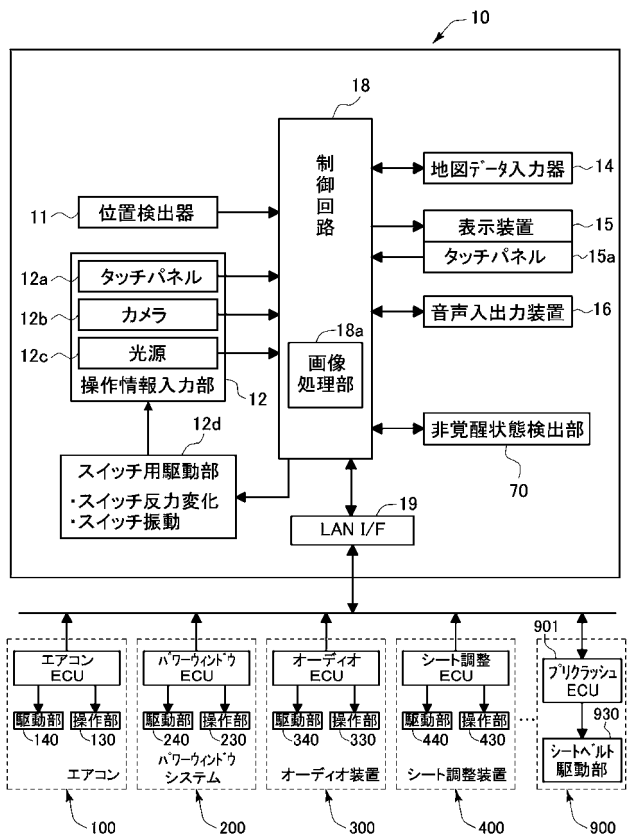 10
18
制御回路
地図データ入力器
14
11
位置検出器
表示装置
15
タッチパネル
15a
12a
タッチパネル
12b
カメラ
音声入出力装置
16
12c
光源
18a
画像
処理部
操作情報入力部
12
12d
非覚醒状態検出部
70
スイッチ用駆動部
・スイッチ反力変化
・スイッチ振動
19
LAN I/F
エアコン
ECU
駆動部
操作部
140
130
エアコン
100
パワーウィンドウ
ECU
駆動部
操作部
240
230
パワーウィンドウ
システム
200
オーディオ
ECU
駆動部
操作部
340
330
オーディオ装置
300
シート調整
ECU
駆動部
操作部
440
430
シート調整装置
400
901
プリクラッシュ
ECU
930
シートベルト
駆動部
900